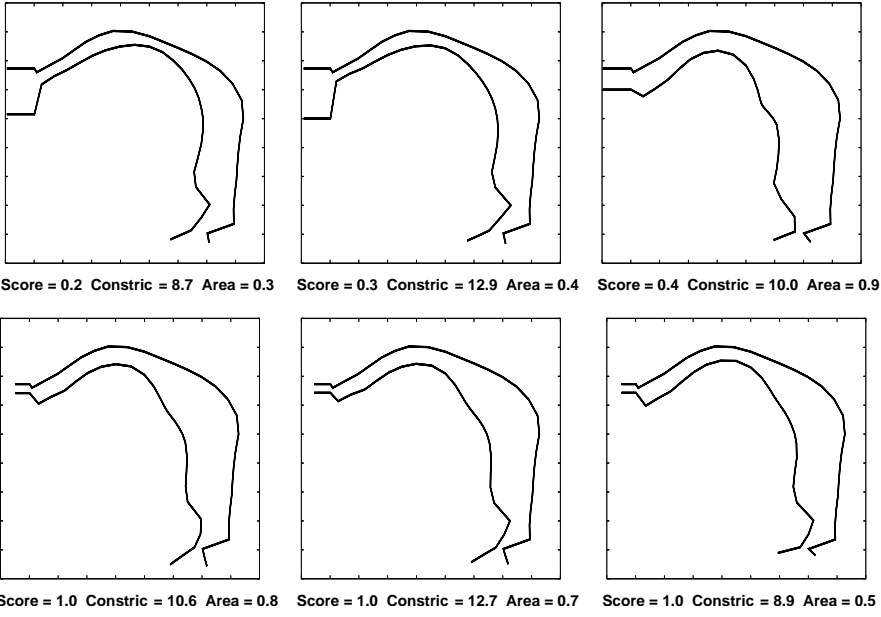 Score = 0.2 Constric = 8.7 Area = 0.3
Score = 0.3 Constric = 12.9 Area = 0.4
Score = 0.4 Constric = 10.0 Area = 0.9
Score = 1.0 Constric = 10.6 Area = 0.8
Score = 1.0 Constric = 12.7 Area = 0.7
Score = 1.0 Constric = 8.9 Area = 0.5